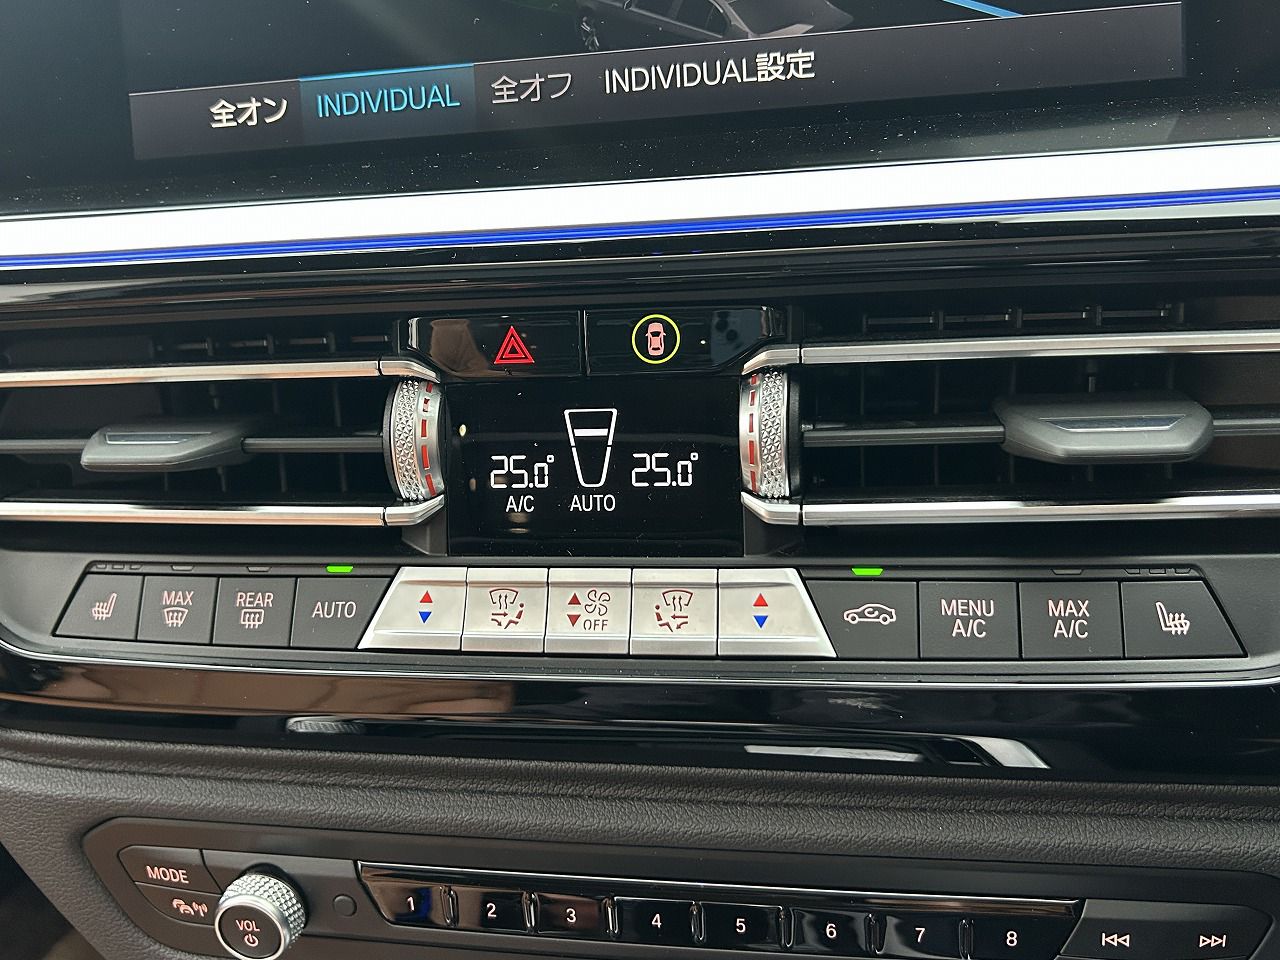 全オン INDIVIDUAL 全オフ INDIVIDUAL設定
25.0° 25.0°
A/C AUTO
MAX
REAR
AUTO
OFF
MENU
A/C
MAX
A/C
MODE
VOL
1 2 3 4 5 6 7 8